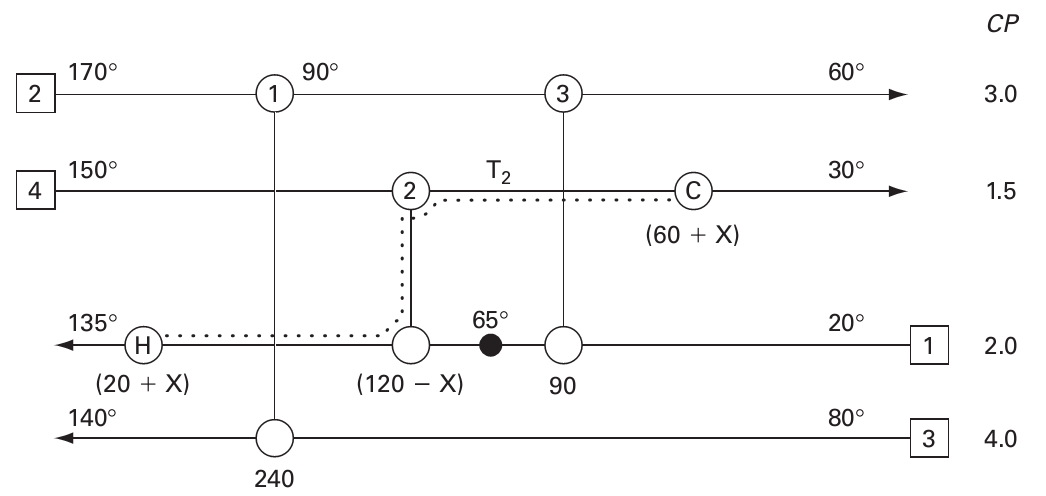 CP
2 170° 1 90° 3 60° 3.0
4 150° 2 T₂ C 30° 1.5
(60 + X)
135° H 65° 20° 1 2.0
(20 + X) (120 − X) 90
140° 80° 3 4.0
240